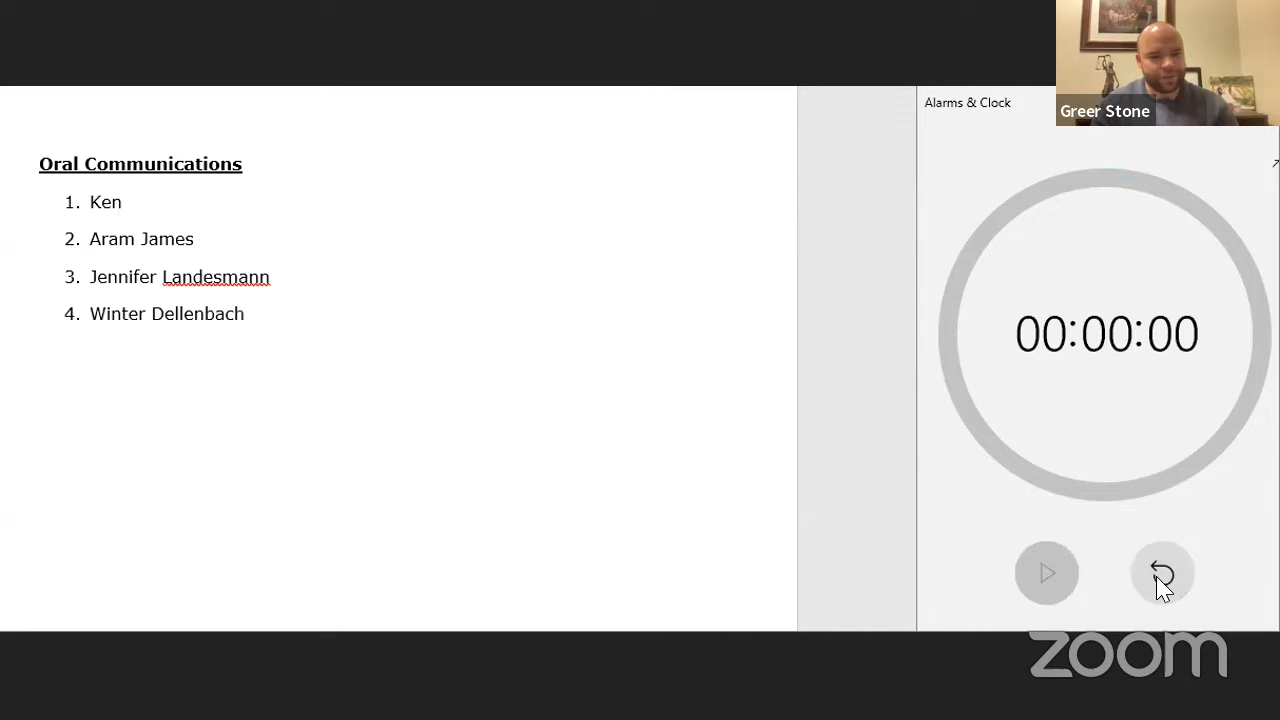 Oral Communications
1. Ken
2. Aram James
3. Jennifer Landesmann
4. Winter Dellenbach
Alarms & Clock
Greer Stone
00:00:00
zoom